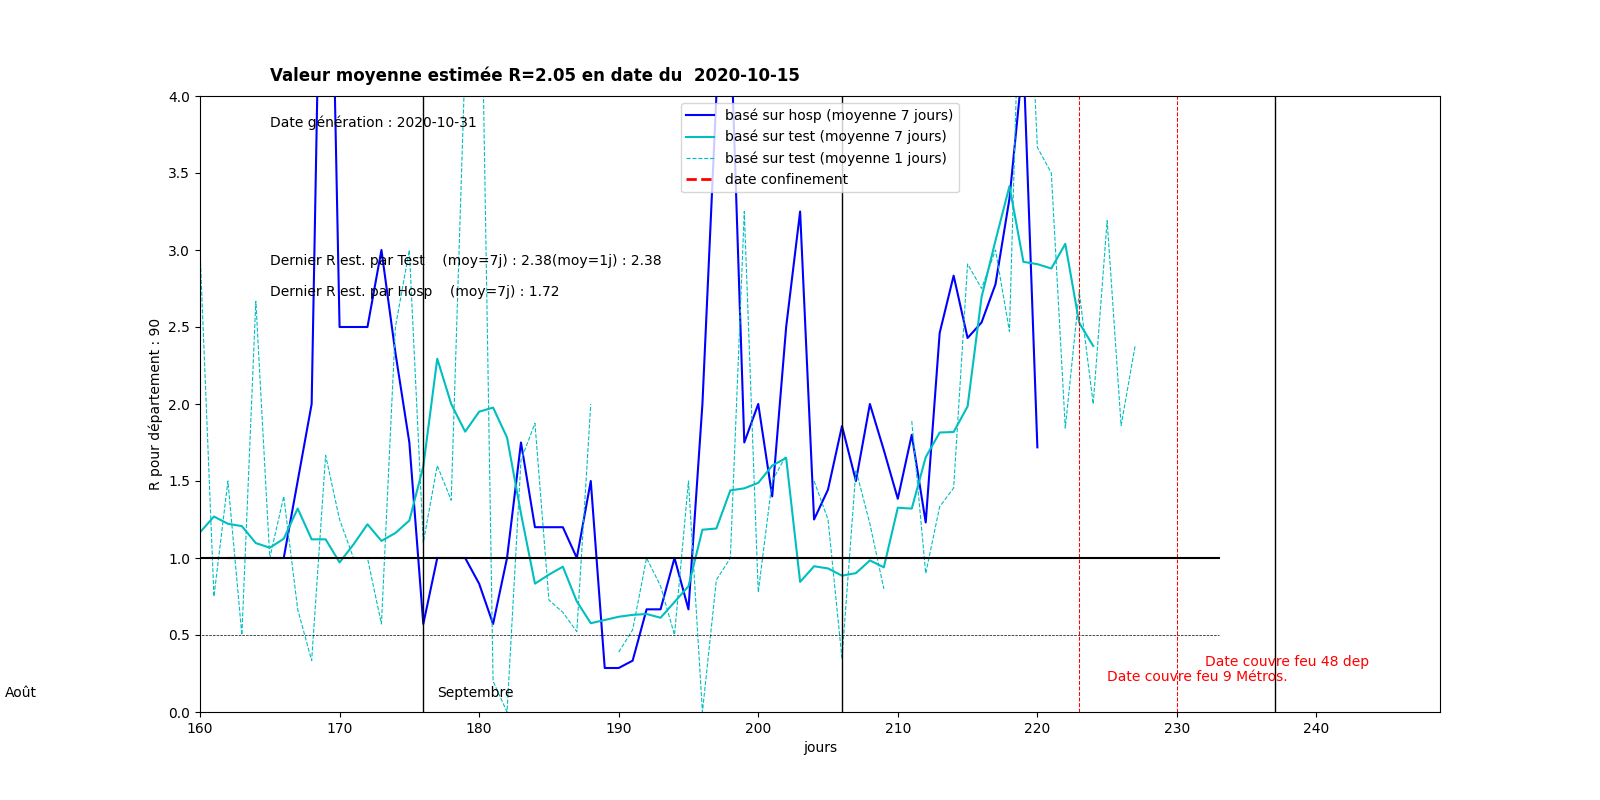 Valeur moyenne estimée R=2.05 en date du  2020-10-15
4.0
Date génération : 2020-10-31
basé sur hosp (moyenne 7 jours)
basé sur test (moyenne 7 jours)
basé sur test (moyenne 1 jours)
date confinement
3.5
3.0
Dernier R est. par Test    (moy=7j) : 2.38(moy=1j) : 2.38
Dernier R est. par Hosp    (moy=7j) : 1.72
2.5
R pour département : 90
2.0
1.5
1.0
0.5
Date couvre feu 48 dep
Date couvre feu 9 Métros.
Août
Septembre
0.0
160 170 180 190 200 210 220 230 240
jours